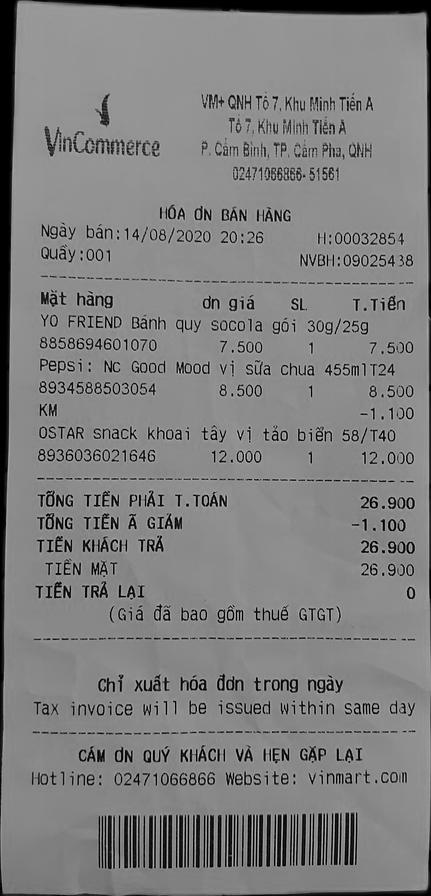 VinCommerce
VM+ QNH Tổ 7, Khu Minh Tiến A
Tổ 7, Khu Minh Tiến A
P. Cẩm Bình, TP. Cẩm Phả, QNH
02471066866-51561
HÓA ƠN BÁN HÀNG
Ngày bán:14/08/2020 20:26 H:00032854
Quầy:001 NVBH:09025438
Mặt hàng ơn giá SL T.Tiền
YO FRIEND Bánh quy socola gói 30g/25g
8858694601070 7.500 1 7.500
Pepsi: NC Good Mood vị sữa chua 455mlT24
8934588503054 8.500 1 8.500
KM -1.100
OSTAR snack khoai tây vị tảo biển 58/T40
8936036021646 12.000 1 12.000
TỔNG TIỀN PHẢI T.TOÁN 26.900
TỔNG TIỀN Ã GIẢM -1.100
TIỀN KHÁCH TRẢ 26.900
TIỀN MẶT 26.900
TIỀN TRẢ LẠI 0
(Giá đã bao gồm thuế GTGT)
Chỉ xuất hóa đơn trong ngày
Tax invoice will be issued within same day
CẢM ƠN QUÝ KHÁCH VÀ HẸN GẶP LẠI
Hotline: 02471066866 Website: vinmart.com